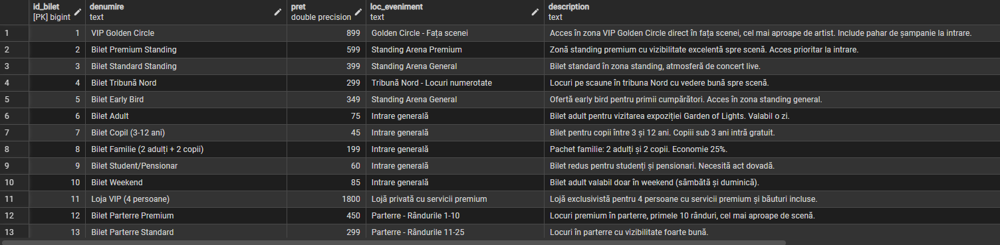 id_bilet denumire pret loc_eveniment description
[PK] bigint text double precision text text
1 1 VIP Golden Circle 899 Golden Circle - Fața scenei Acces în zona VIP Golden Circle direct în fața scenei, cel mai aproape de artist. Include pahar de șampanie la intrare.
2 2 Bilet Premium Standing 599 Standing Arena Premium Zonă standing premium cu vizibilitate excelentă spre scenă. Acces prioritar la intrare.
3 3 Bilet Standard Standing 399 Standing Arena General Bilet standard în zona standing, atmosferă de concert live.
4 4 Bilet Tribună Nord 299 Tribună Nord - Locuri numerotate Locuri pe scaune în tribuna Nord cu vedere bună spre scenă.
5 5 Bilet Early Bird 349 Standing Arena General Ofertă early bird pentru primii cumpărători. Acces în zona standing general.
6 6 Bilet Adult 75 Intrare generală Bilet adult pentru vizitarea expoziției Garden of Lights. Valabil o zi.
7 7 Bilet Copil (3-12 ani) 45 Intrare generală Bilet pentru copii între 3 și 12 ani. Copiii sub 3 ani intră gratuit.
8 8 Bilet Familie (2 adulți + 2 copii) 199 Intrare generală Pachet familie: 2 adulți și 2 copii. Economie 25%.
9 9 Bilet Student/Pensionar 60 Intrare generală Bilet redus pentru studenți și pensionari. Necesită act dovadă.
10 10 Bilet Weekend 85 Intrare generală Bilet adult valabil doar în weekend (sâmbătă și duminică).
11 11 Loja VIP (4 persoane) 1800 Lojă privată cu servicii premium Lojă exclusivistă pentru 4 persoane cu servicii premium și băuturi incluse.
12 12 Bilet Parterre Premium 450 Parterre - Rândurile 1-10 Locuri premium în parterre, primele 10 rânduri, cel mai aproape de scenă.
13 13 Bilet Parterre Standard 299 Parterre - Rândurile 11-25 Locuri în parterre cu vizibilitate foarte bună.